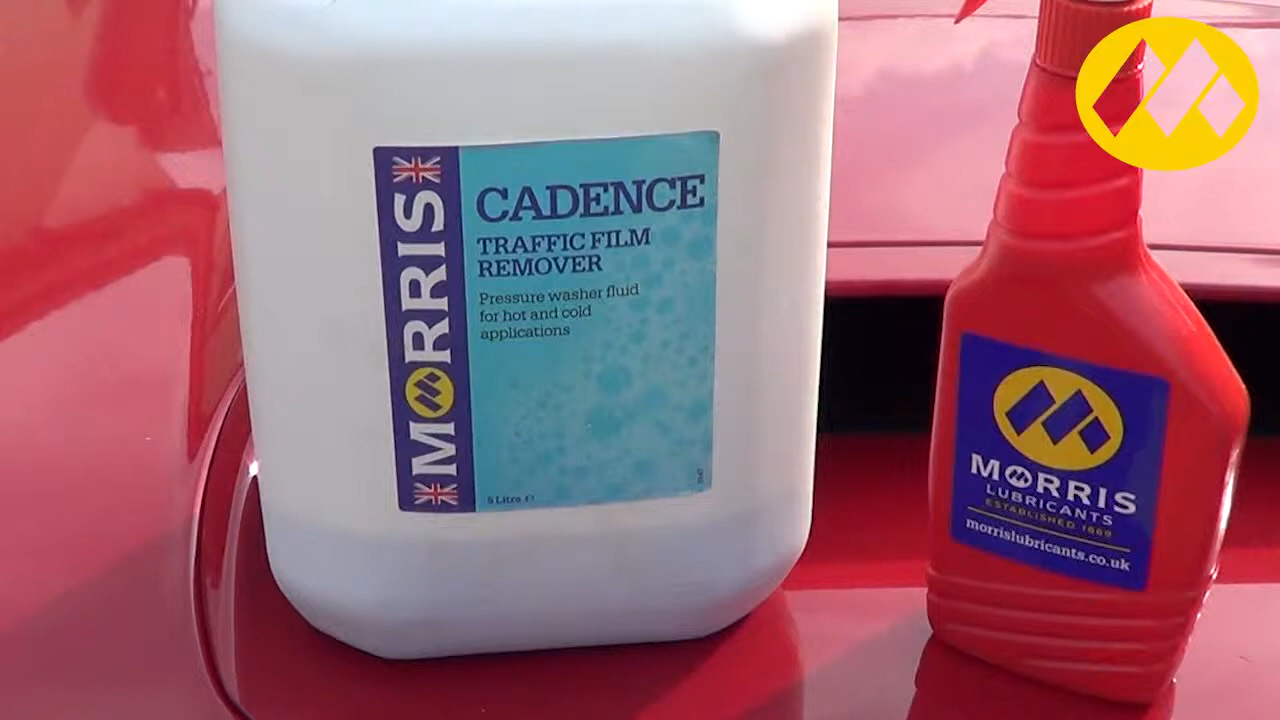 MORRIS
CADENCE
TRAFFIC FILM
REMOVER
Pressure washer fluid
for hot and cold
applications
5 Litre e
MORRIS
LUBRICANTS
ESTABLISHED 1869
morrislubricants.co.uk